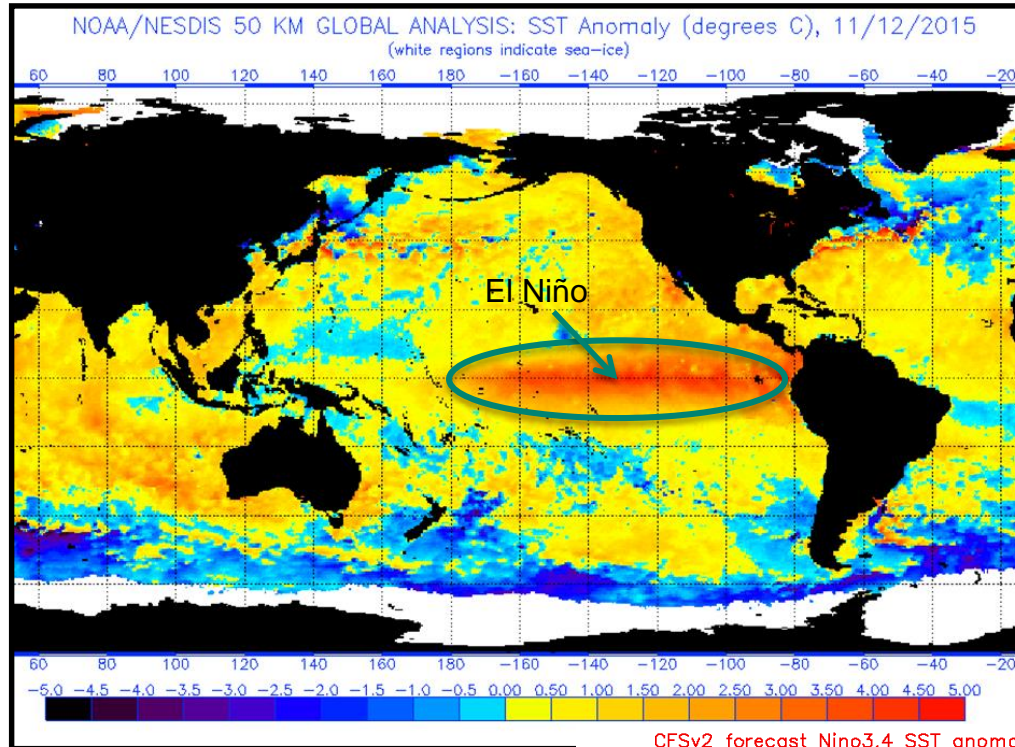 NOAA/NESDIS 50 KM GLOBAL ANALYSIS: SST Anomaly (degrees C), 11/12/2015
(white regions indicate sea-ice)
60 80 100 120 140 160 180 -160 -140 -120 -100 -80 -60 -40 -20
El Niño
60 80 100 120 140 160 180 -160 -140 -120 -100 -80 -60 -40 -20
-5.0 -4.5 -4.0 -3.5 -3.0 -2.5 -2.0 -1.5 -1.0 -0.5 0.00 0.50 1.00 1.50 2.00 2.50 3.00 3.50 4.00 4.50 5.00
CFSv2 forecast Nino3.4 SST anoma